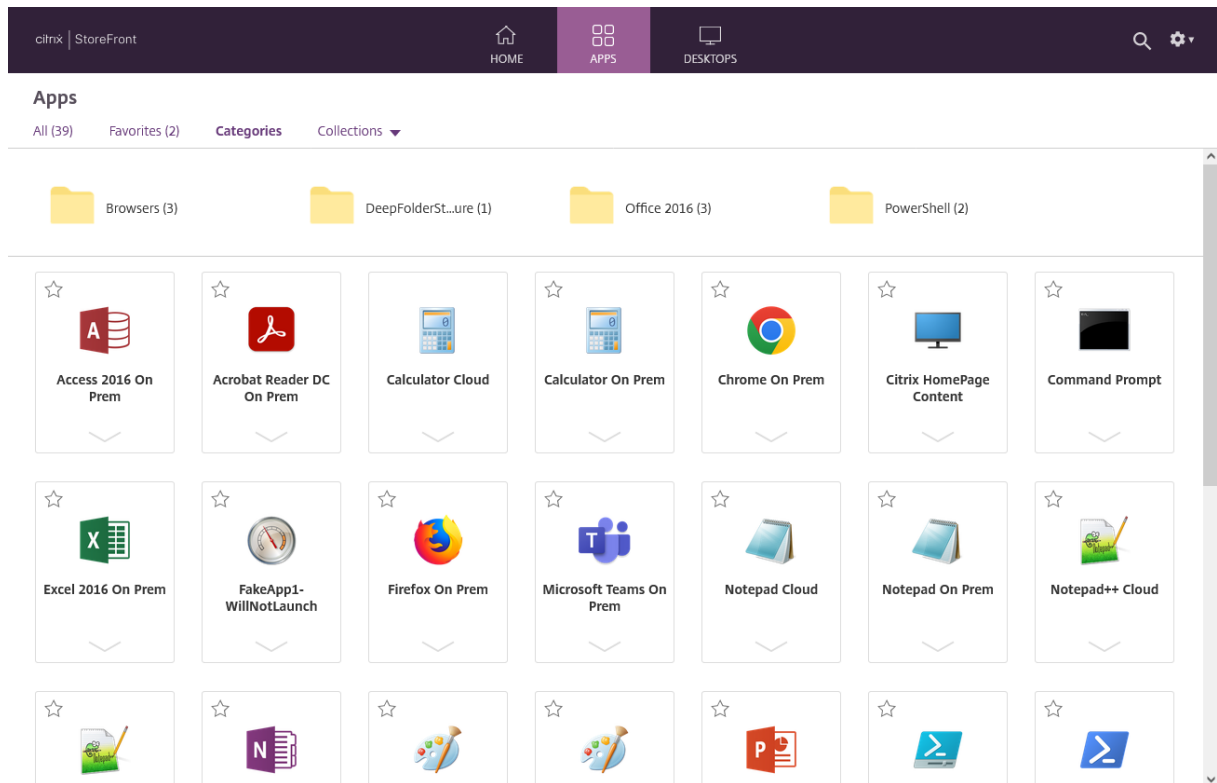 citrix | StoreFront
HOME
APPS
DESKTOPS
Apps
All (39)
Favorites (2)
Categories
Collections
Browsers (3)
DeepFolderSt...ure (1)
Office 2016 (3)
PowerShell (2)
Access 2016 On
Prem
Acrobat Reader DC
On Prem
Calculator Cloud
Calculator On Prem
Chrome On Prem
Citrix HomePage
Content
Command Prompt
Excel 2016 On Prem
FakeApp1-
WillNotLaunch
Firefox On Prem
Microsoft Teams On
Prem
Notepad Cloud
Notepad On Prem
Notepad++ Cloud